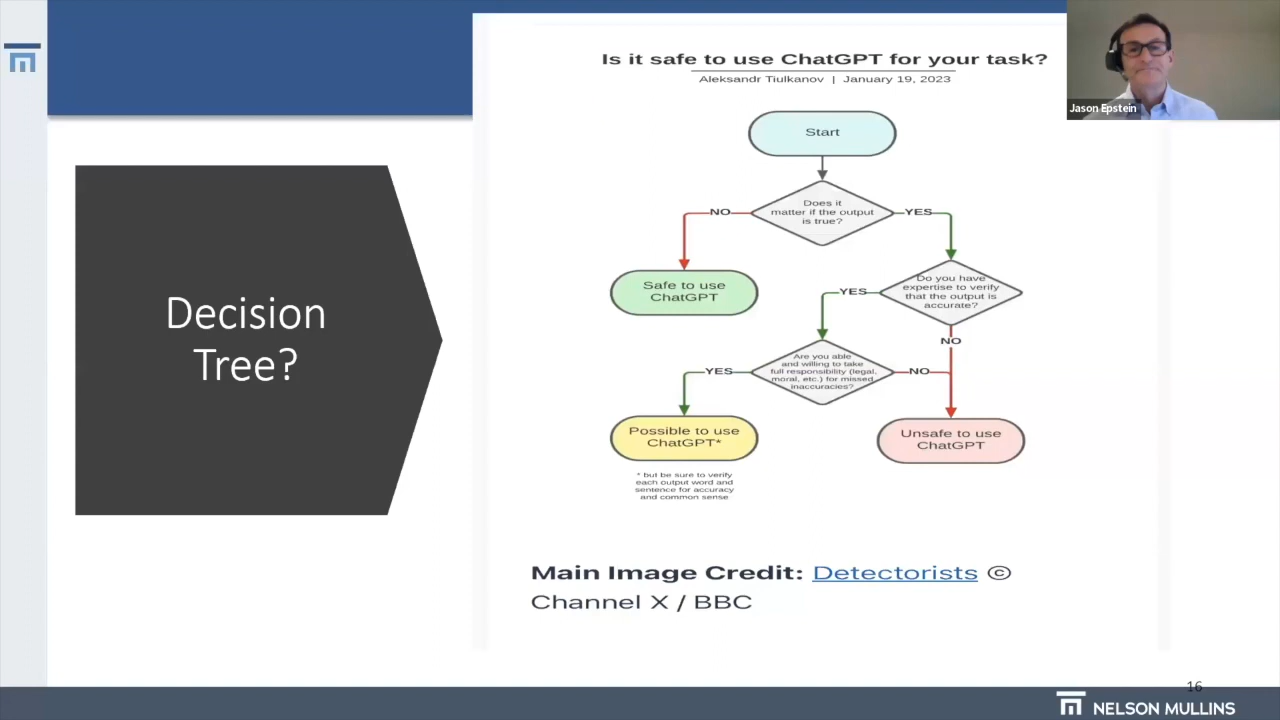 Is it safe to use ChatGPT for your task?
Aleksandr Tiulkanov | January 19, 2023
Jason Epstein
Start
Does it
matter if the output
is true?
NO
YES
Safe to use
ChatGPT
Do you have
expertise to verify
that the output is
accurate?
YES
NO
Are you able
and willing to take
full responsibility (legal,
moral, etc.) for missed
inaccuracies?
YES
NO
Possible to use
ChatGPT*
Unsafe to use
ChatGPT
* but be sure to verify
each output word and
sentence for accuracy
and common sense
Decision
Tree?
Main Image Credit: Detectorists ©
Channel X / BBC
16
NELSON MULLINS